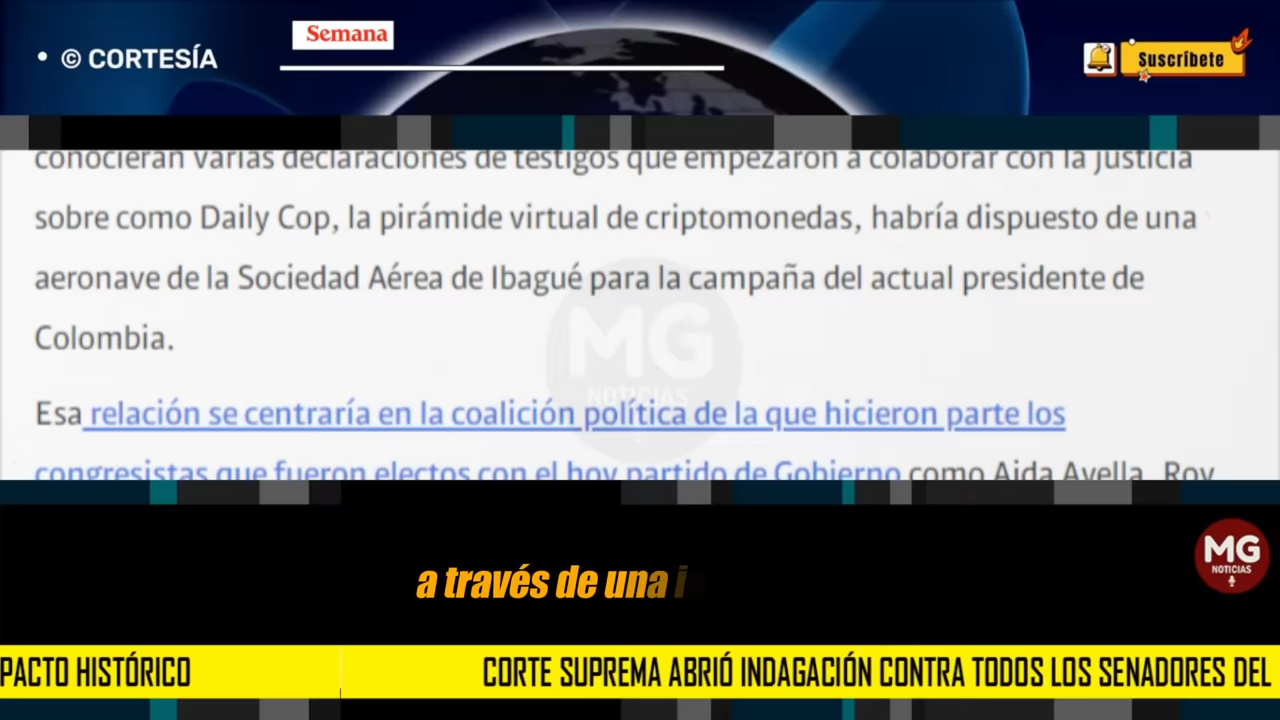 Semana
• © CORTESÍA
Suscríbete
conocieran varias declaraciones de testigos que empezaron a colaborar con la justicia
sobre como Daily Cop, la pirámide virtual de criptomonedas, habría dispuesto de una
aeronave de la Sociedad Aérea de Ibagué para la campaña del actual presidente de
Colombia.
MG
NOTICIAS
Esa relación se centraría en la coalición política de la que hicieron parte los
congresistas que fueron electos con el hoy partido de Gobierno como Aida Avella, Roy
MG
NOTICIAS
a través de una i
PACTO HISTÓRICO
CORTE SUPREMA ABRIÓ INDAGACIÓN CONTRA TODOS LOS SENADORES DEL